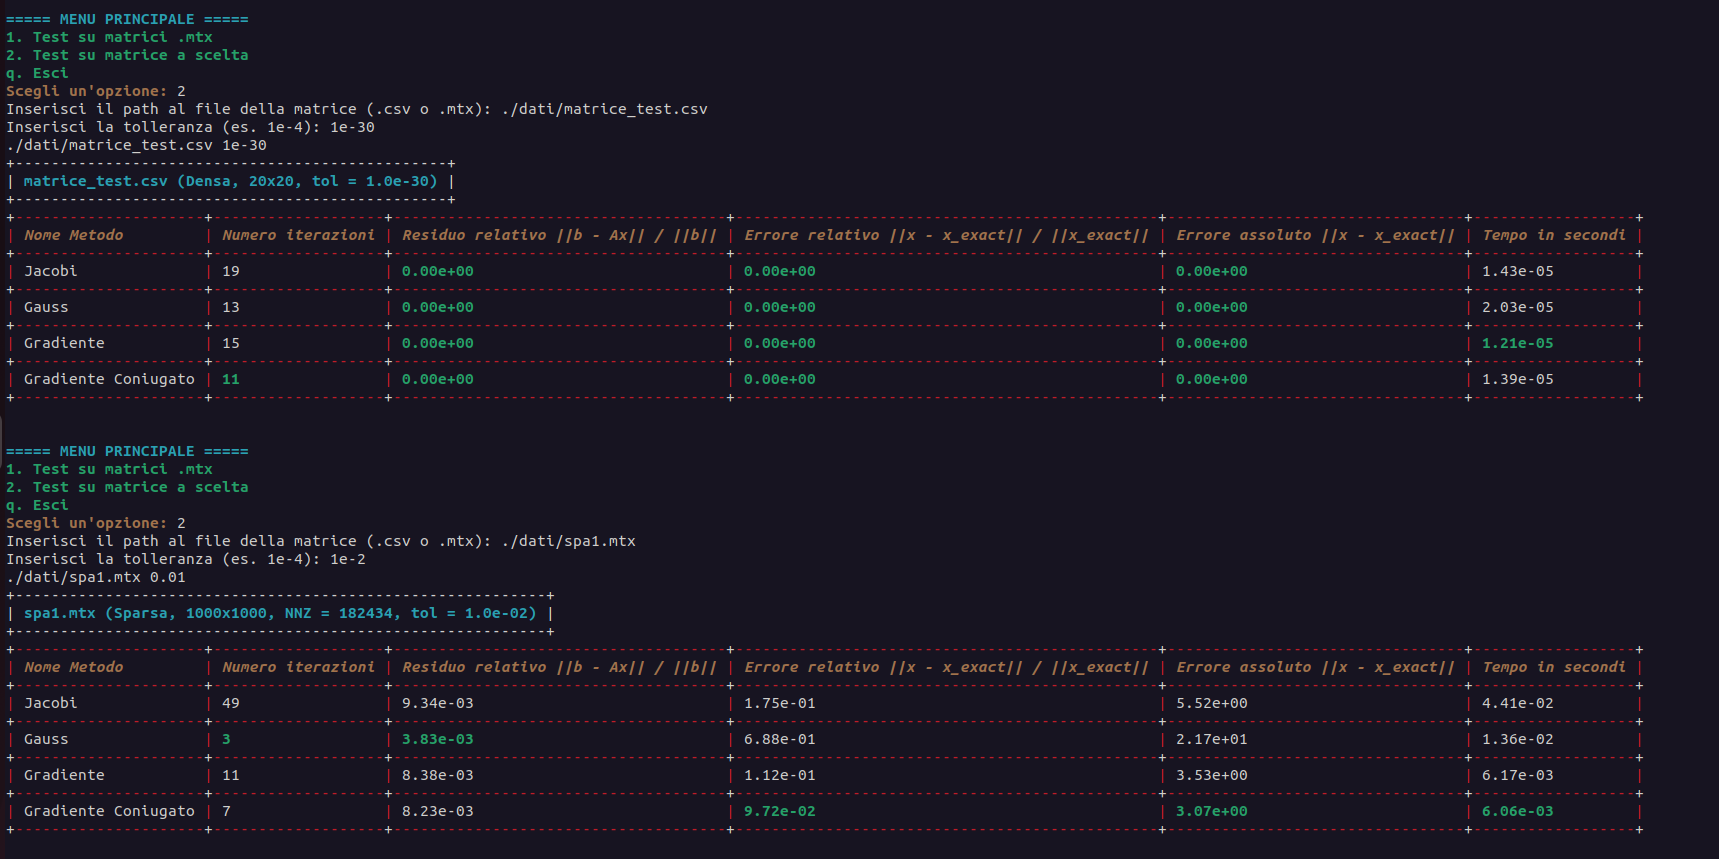 ===== MENU PRINCIPALE =====
1. Test su matrici .mtx
2. Test su matrice a scelta
q. Esci
Scegli un'opzione: 2
Inserisci il path al file della matrice (.csv o .mtx): ./dati/matrice_test.csv
Inserisci la tolleranza (es. 1e-4): 1e-30
./dati/matrice_test.csv 1e-30
| matrice_test.csv (Densa, 20x20, tol = 1.0e-30) |
| Nome Metodo | Numero iterazioni | Residuo relativo ||b - Ax|| / ||b|| | Errore relativo ||x - x_exact|| / ||x_exact|| | Errore assoluto ||x - x_exact|| | Tempo in secondi |
| Jacobi | 19 | 0.00e+00 | 0.00e+00 | 0.00e+00 | 1.43e-05 |
| Gauss | 13 | 0.00e+00 | 0.00e+00 | 0.00e+00 | 2.03e-05 |
| Gradiente | 15 | 0.00e+00 | 0.00e+00 | 0.00e+00 | 1.21e-05 |
| Gradiente Coniugato | 11 | 0.00e+00 | 0.00e+00 | 0.00e+00 | 1.39e-05 |
===== MENU PRINCIPALE =====
1. Test su matrici .mtx
2. Test su matrice a scelta
q. Esci
Scegli un'opzione: 2
Inserisci il path al file della matrice (.csv o .mtx): ./dati/spa1.mtx
Inserisci la tolleranza (es. 1e-4): 1e-2
./dati/spa1.mtx 0.01
| spa1.mtx (Sparsa, 1000x1000, NNZ = 182434, tol = 1.0e-02) |
| Nome Metodo | Numero iterazioni | Residuo relativo ||b - Ax|| / ||b|| | Errore relativo ||x - x_exact|| / ||x_exact|| | Errore assoluto ||x - x_exact|| | Tempo in secondi |
| Jacobi | 49 | 9.34e-03 | 1.75e-01 | 5.52e+00 | 4.41e-02 |
| Gauss | 3 | 3.83e-03 | 6.88e-01 | 2.17e+01 | 1.36e-02 |
| Gradiente | 11 | 8.38e-03 | 1.12e-01 | 3.53e+00 | 6.17e-03 |
| Gradiente Coniugato | 7 | 8.23e-03 | 9.72e-02 | 3.07e+00 | 6.06e-03 |